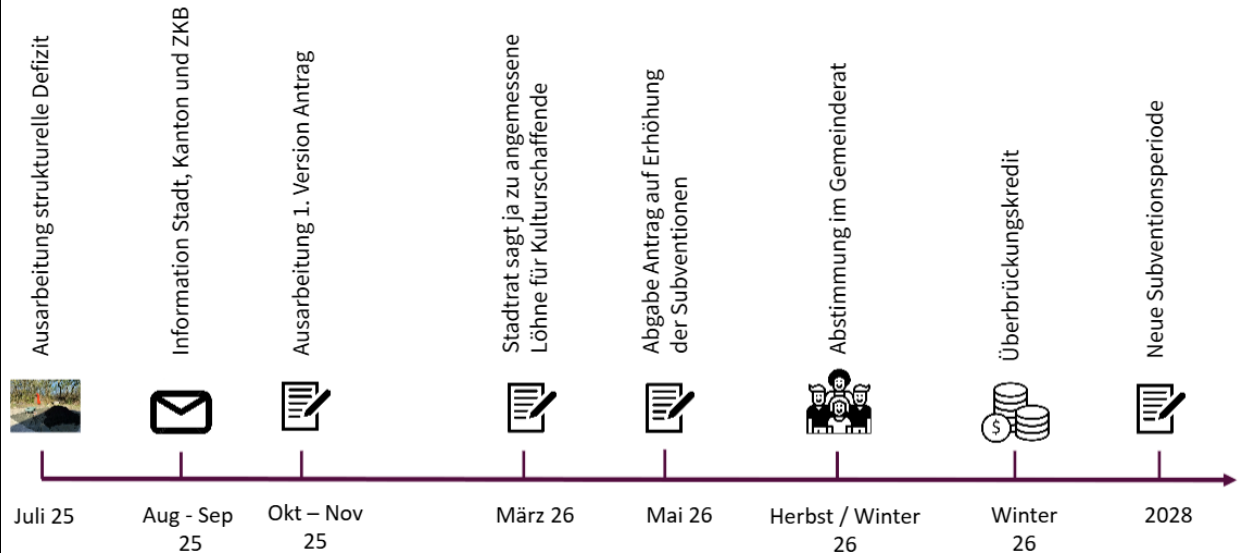 Ausarbeitung strukturelle Defizit
Information Stadt, Kanton und ZKB
Ausarbeitung 1. Version Antrag
Stadtrat sagt ja zu angemessene
Löhne für Kulturschaffende
Abgabe Antrag auf Erhöhung
der Subventionen
Abstimmung im Gemeinderat
Überbrückungskredit
Neue Subventionsperiode
$
Juli 25
Aug - Sep
25
Okt – Nov
25
März 26
Mai 26
Herbst / Winter
26
Winter
26
2028